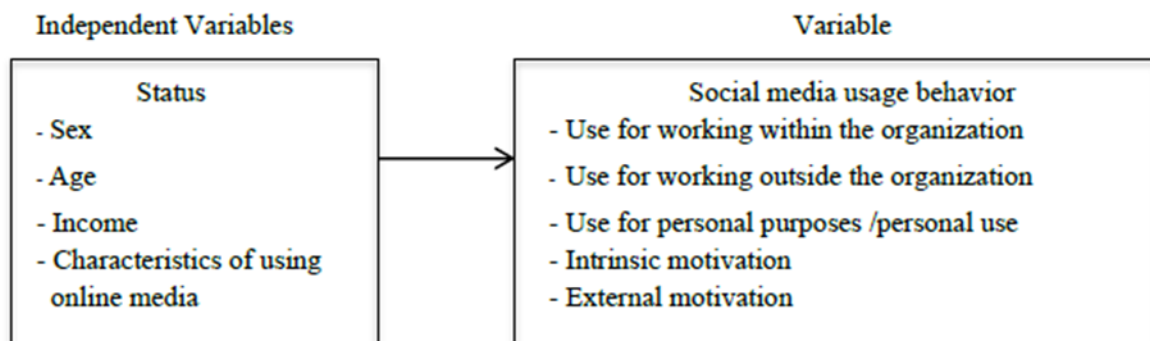 Independent Variables
Variable
Status
- Sex
- Age
- Income
- Characteristics of using
online media
Social media usage behavior
- Use for working within the organization
- Use for working outside the organization
- Use for personal purposes /personal use
- Intrinsic motivation
- External motivation